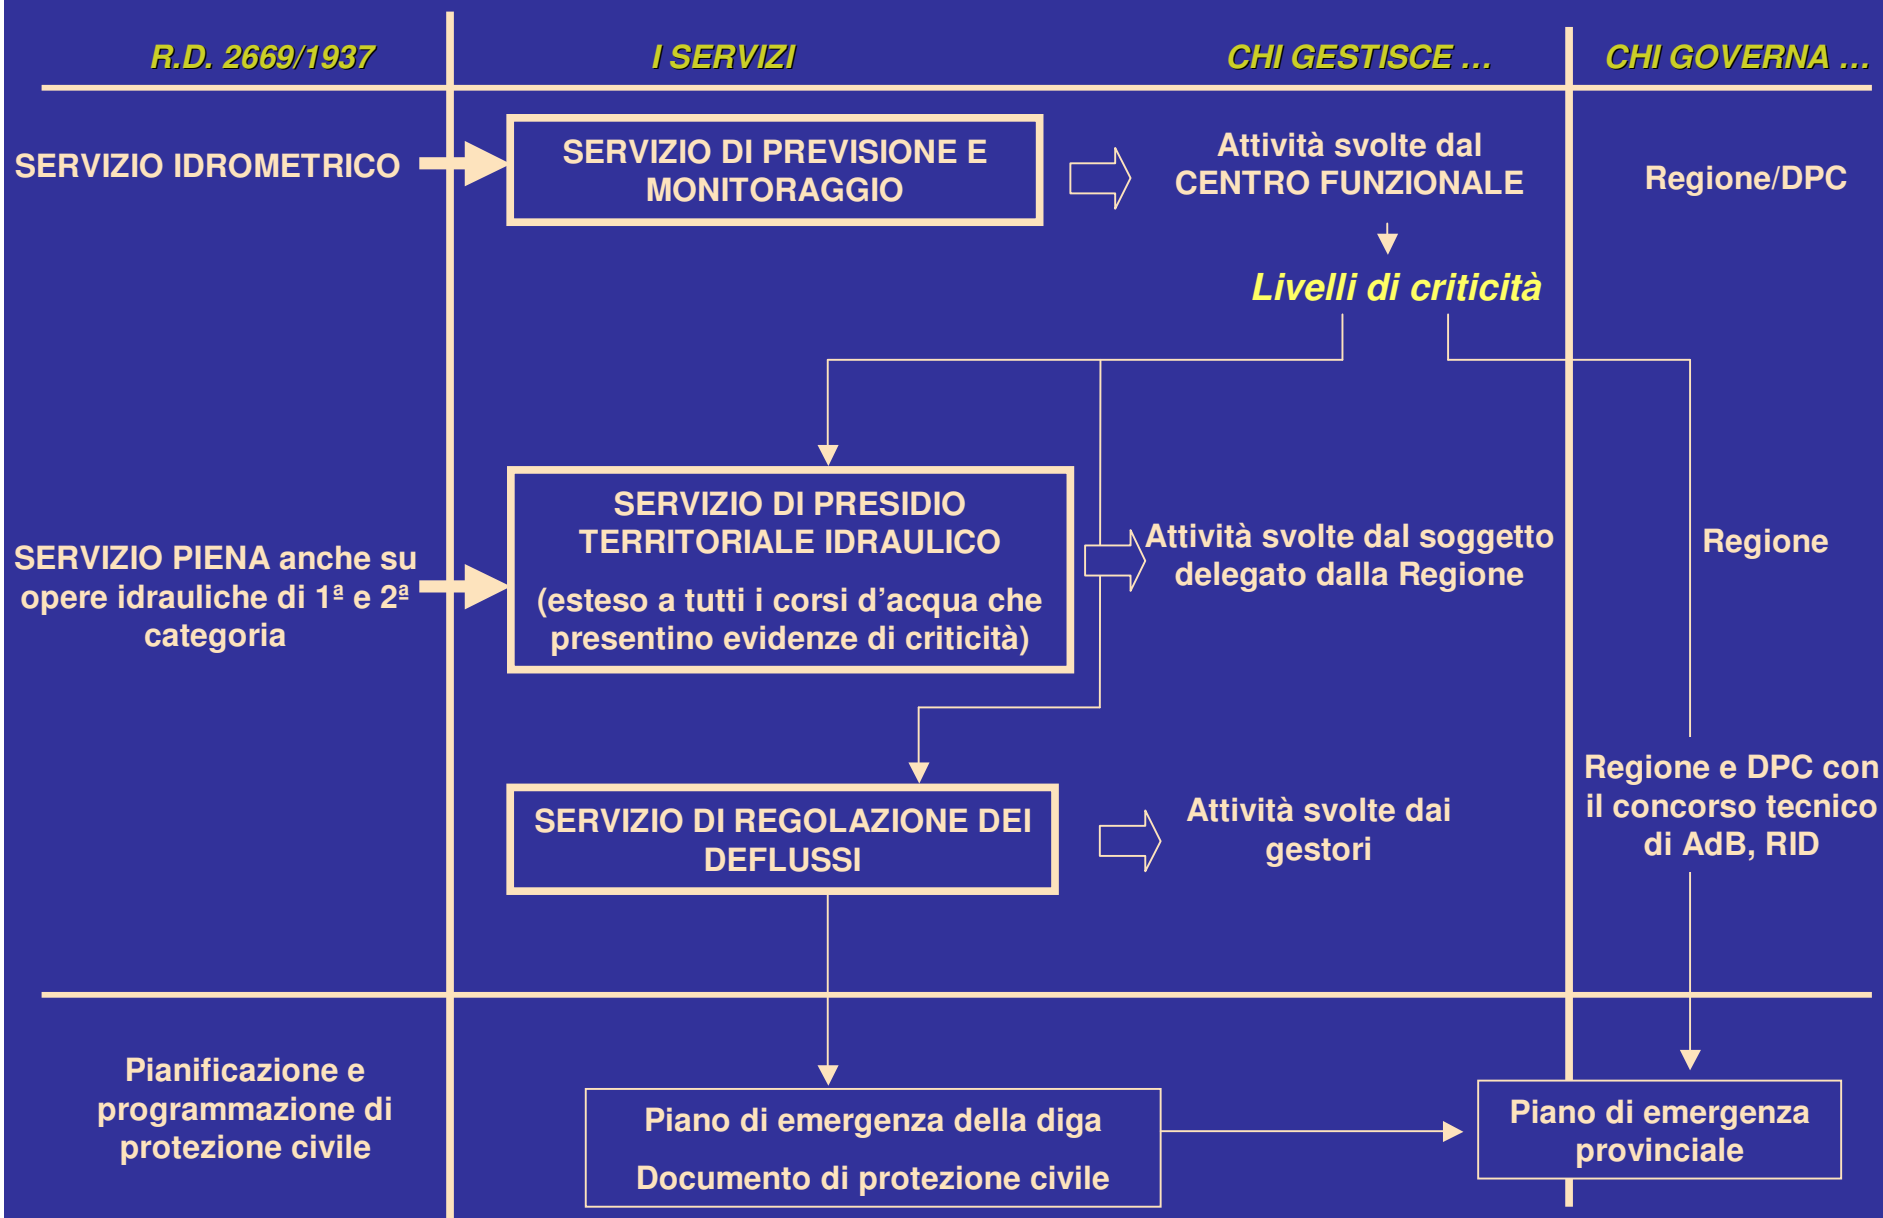 R.D. 2669/1937
I SERVIZI
CHI GESTISCE …
CHI GOVERNA …
SERVIZIO IDROMETRICO
SERVIZIO DI PREVISIONE E
MONITORAGGIO
Attività svolte dal
CENTRO FUNZIONALE
Regione/DPC
Livelli di criticità
SERVIZIO PIENA anche su
opere idrauliche di 1ª e 2ª
categoria
SERVIZIO DI PRESIDIO
TERRITORIALE IDRAULICO
(esteso a tutti i corsi d’acqua che
presentino evidenze di criticità)
Attività svolte dal soggetto
delegato dalla Regione
Regione
SERVIZIO DI REGOLAZIONE DEI
DEFLUSSI
Attività svolte dai
gestori
Regione e DPC con
il concorso tecnico
di AdB, RID
Pianificazione e
programmazione di
protezione civile
Piano di emergenza della diga
Documento di protezione civile
Piano di emergenza
provinciale